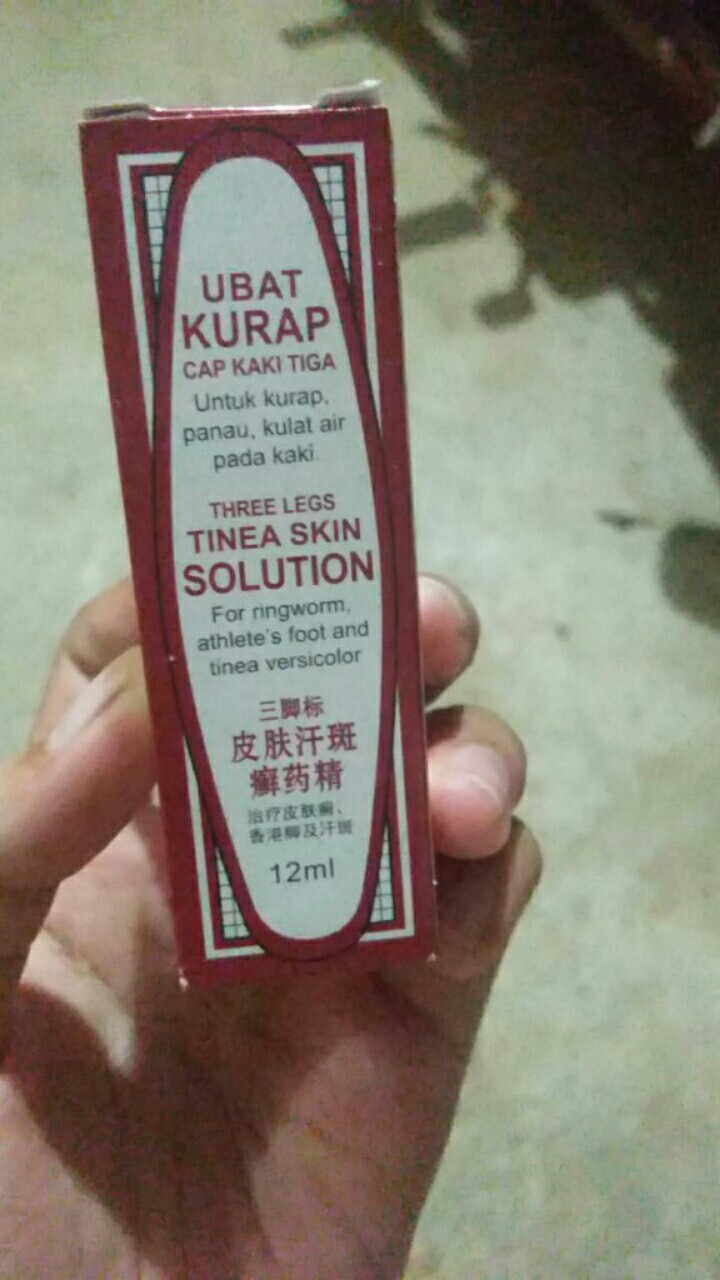 UBAT
KURAP
CAP KAKI TIGA
Untuk kurap,
panau, kulat air
pada kaki.
THREE LEGS
TINEA SKIN
SOLUTION
For ringworm,
athlete's foot and
tinea versicolor
三脚标
皮肤汗斑
癣药精
治疗皮肤癣、
香港脚及汗斑
12ml